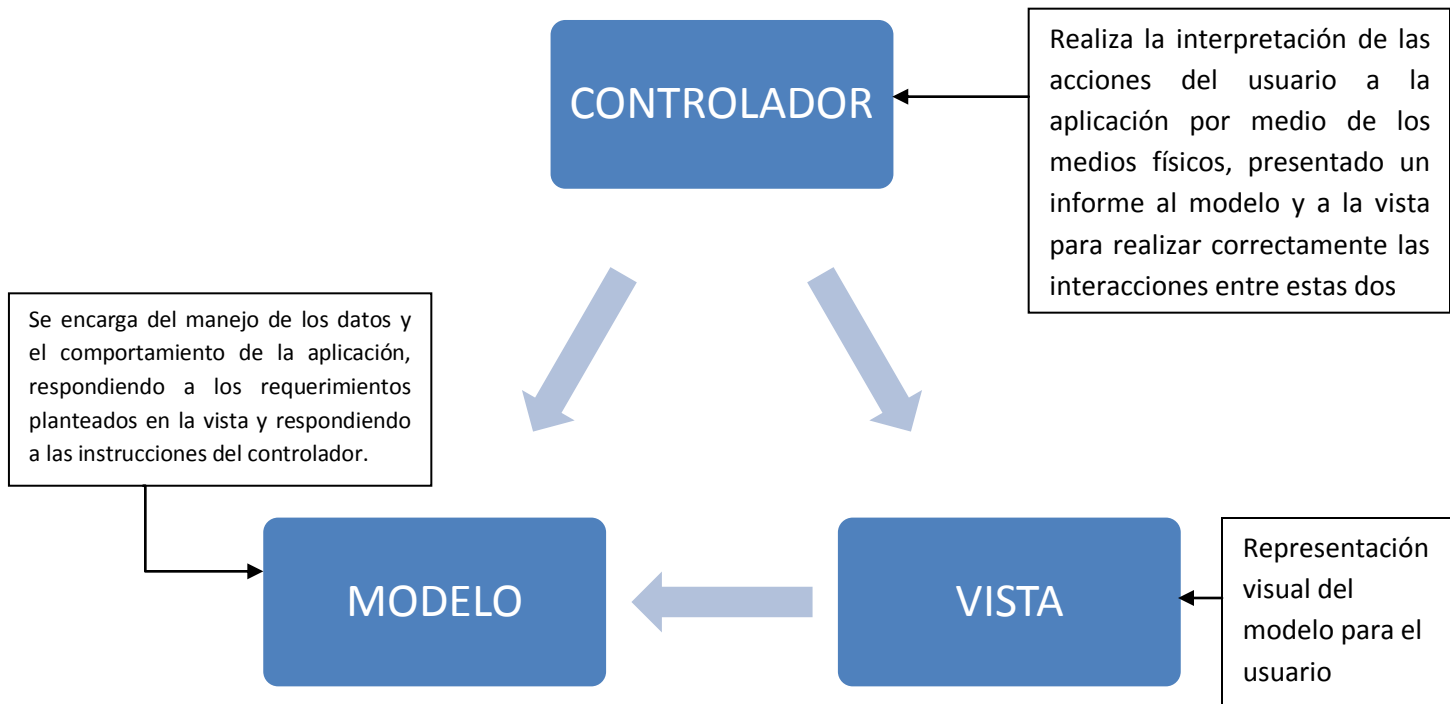 CONTROLADOR
Realiza la interpretación de las
acciones del usuario a la
aplicación por medio de los
medios físicos, presentado un
informe al modelo y a la vista
para realizar correctamente las
interacciones entre estas dos
Se encarga del manejo de los datos y
el comportamiento de la aplicación,
respondiendo a los requerimientos
planteados en la vista y respondiendo
a las instrucciones del controlador.
MODELO
VISTA
Representación
visual del
modelo para el
usuario